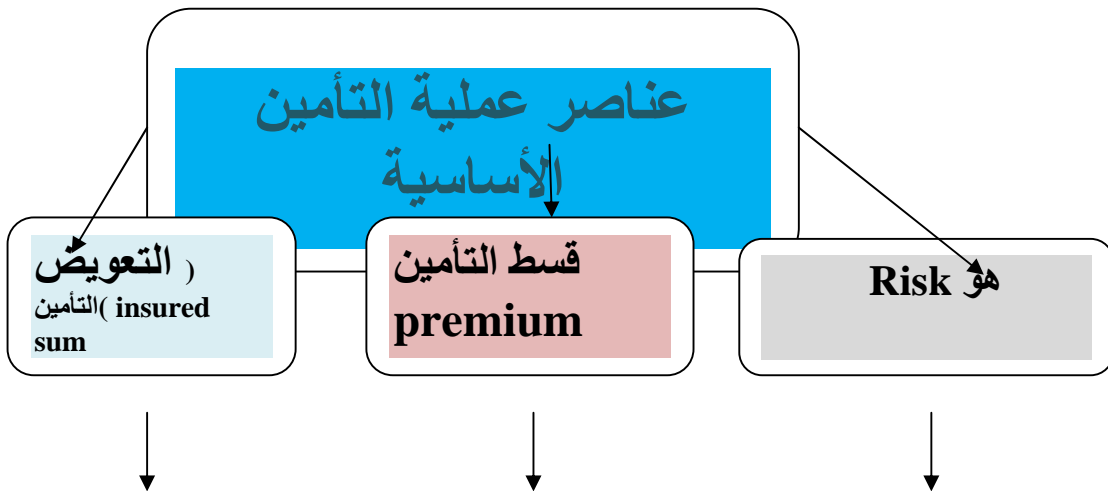 عناصر عملية التأمين
الأساسية
هو Risk
قسط التأمين
premium
التعويض (
التأمين( insured
sum